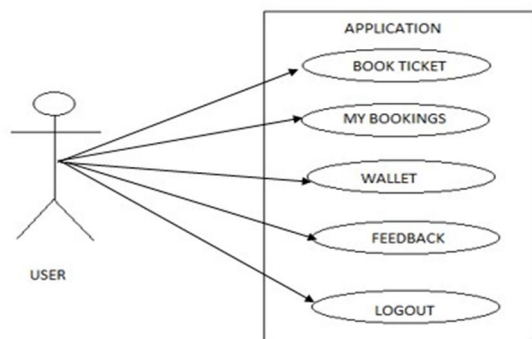 APPLICATION
BOOK TICKET
MY BOOKINGS
WALLET
FEEDBACK
LOGOUT
USER